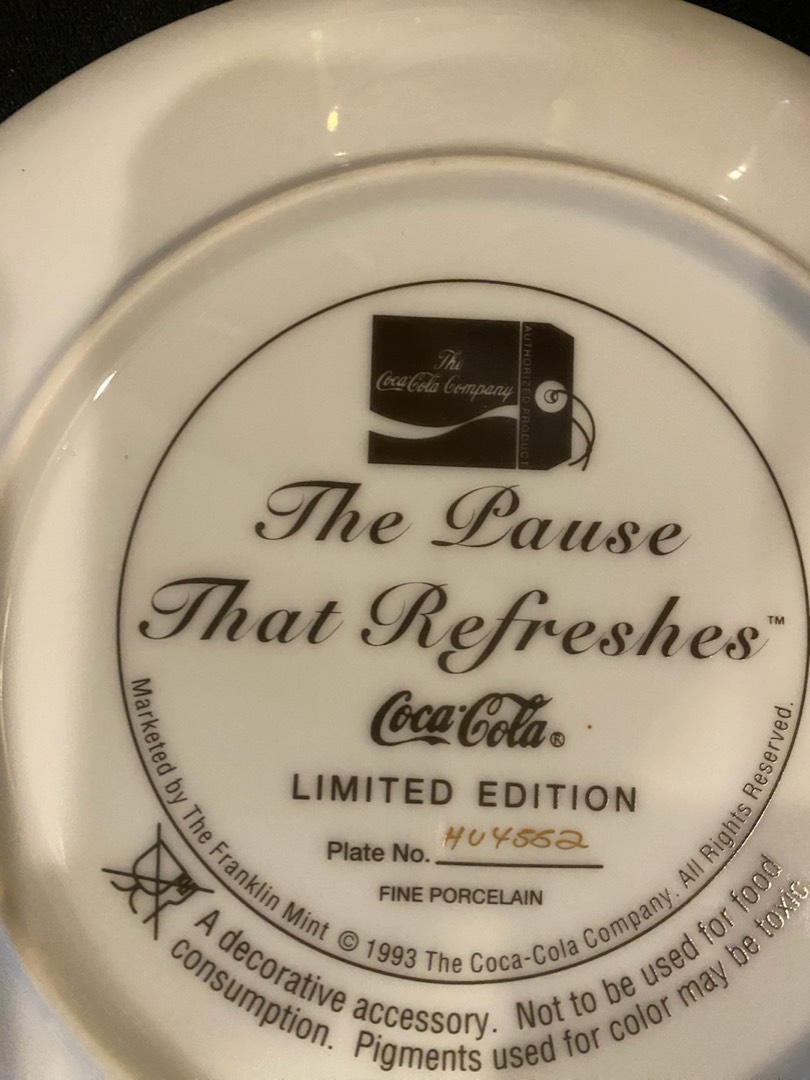 The
Coca-Cola Company
AUTHORIZED PRODUCT
The Pause
That Refreshes™
Coca-Cola®
LIMITED EDITION
Plate No. HU4552
FINE PORCELAIN
Marketed by The Franklin Mint © 1993 The Coca-Cola Company. All Rights Reserved.
A decorative accessory. Not to be used for food
consumption. Pigments used for color may be toxic